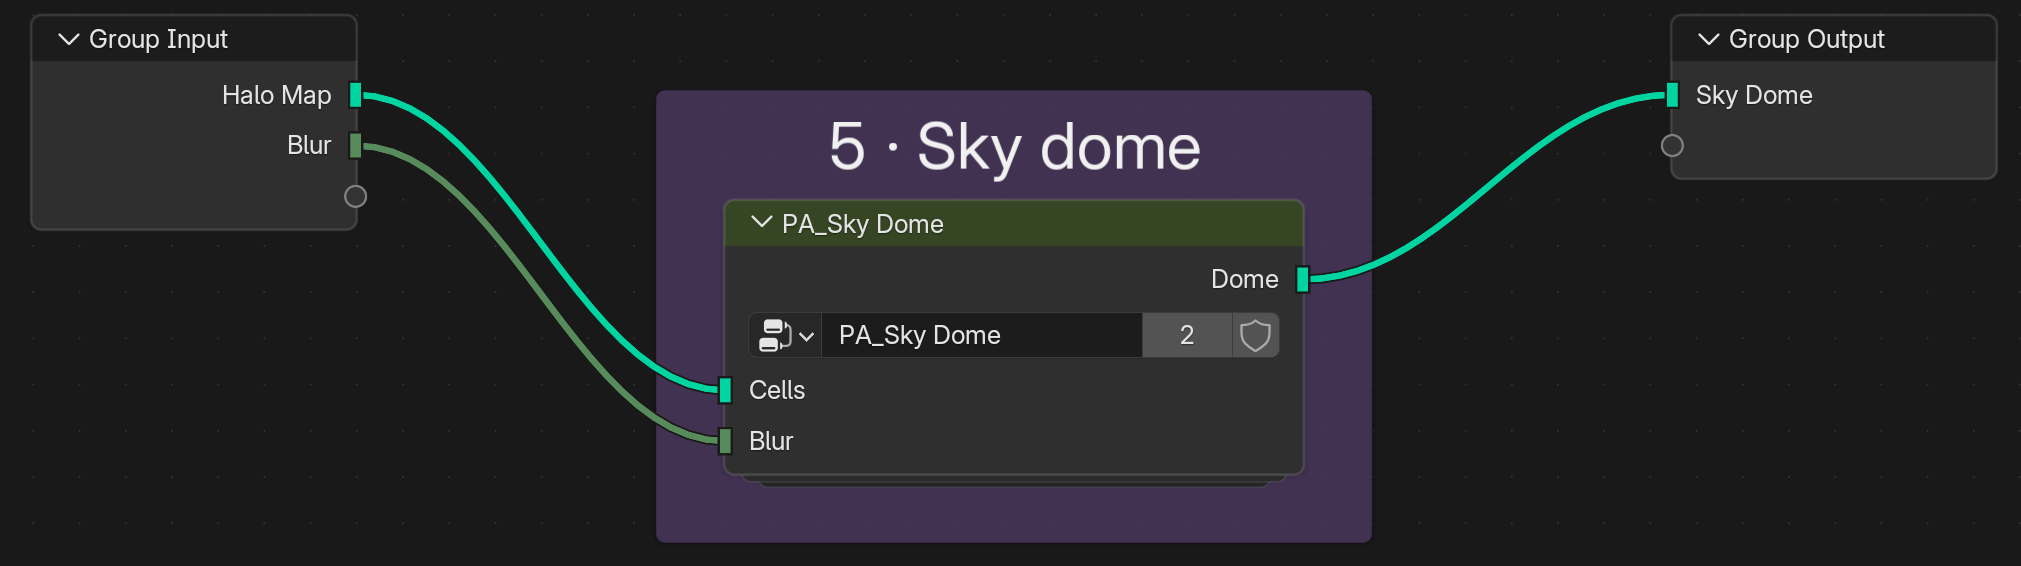 Group Input
Halo Map
Blur
5 · Sky dome
PA_Sky Dome
Dome
PA_Sky Dome 2
Cells
Blur
Group Output
Sky Dome